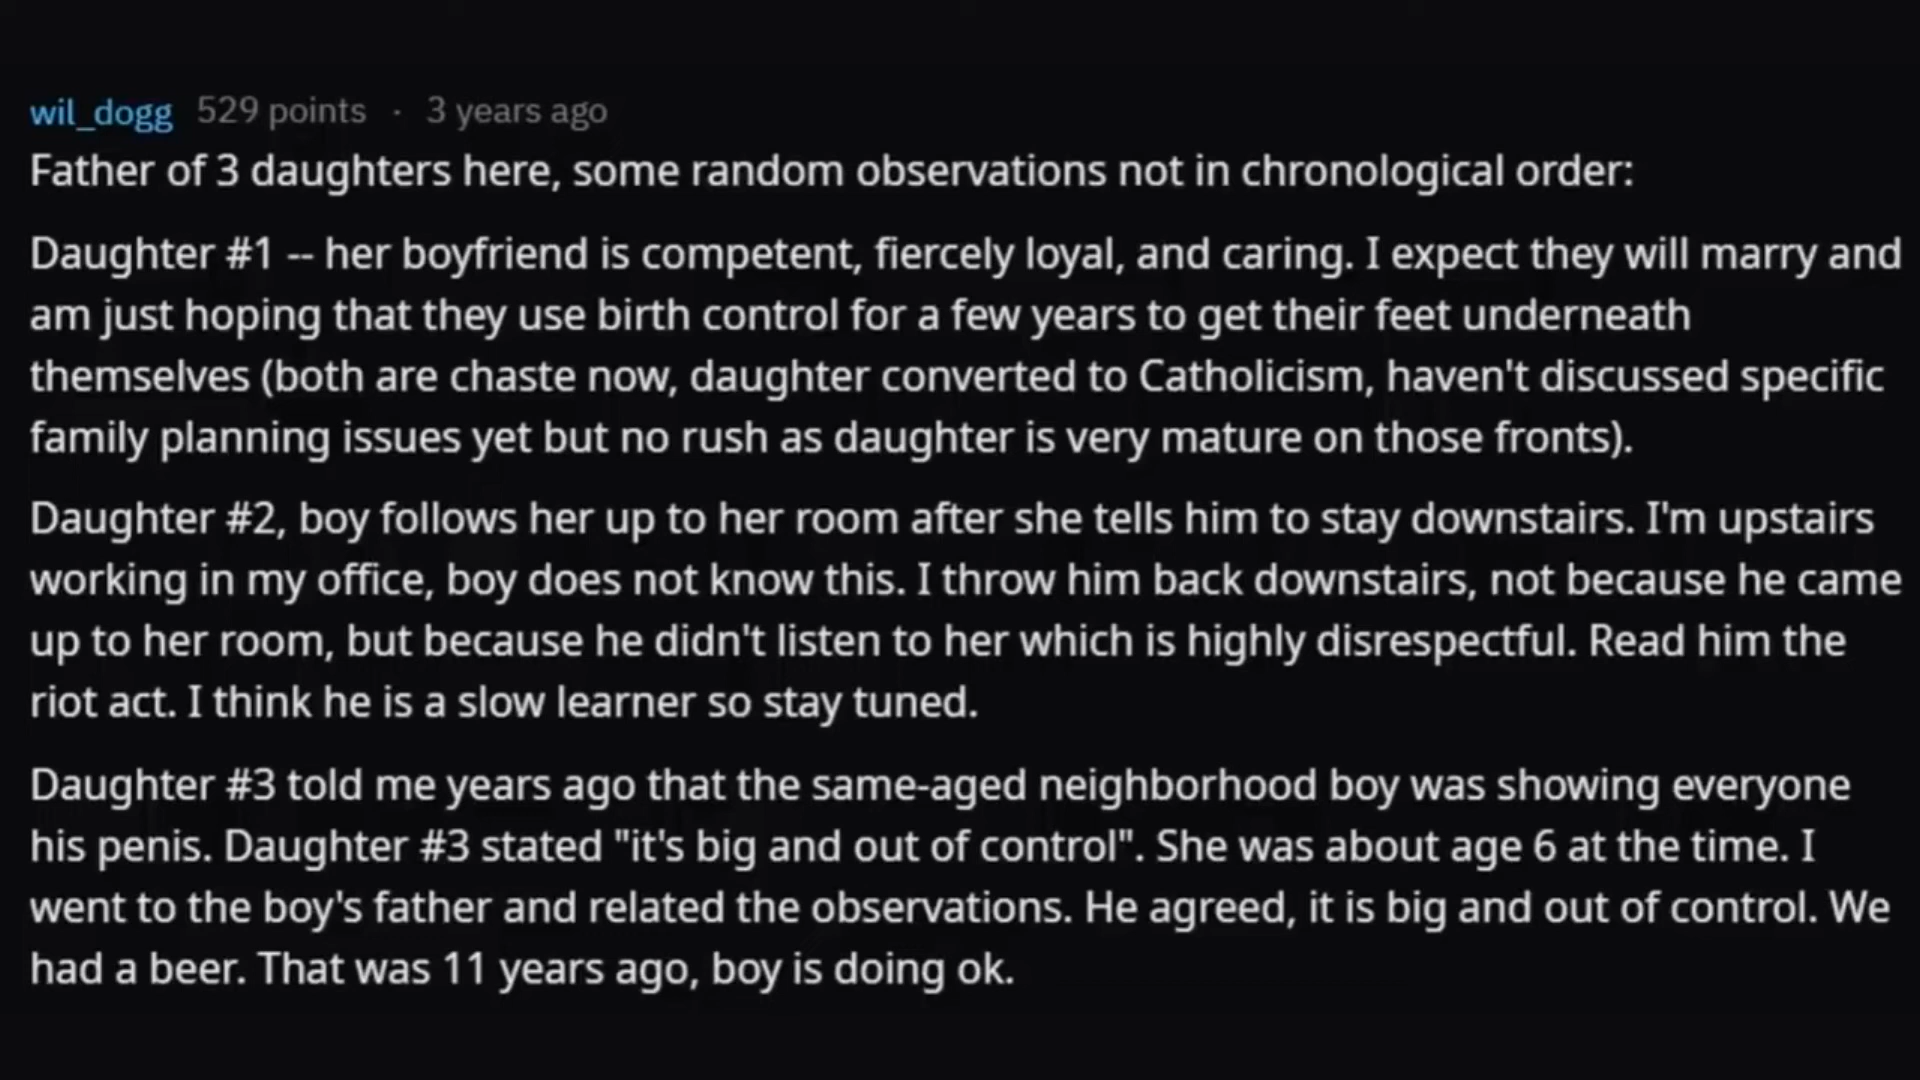 wil_dogg 529 points · 3 years ago
Father of 3 daughters here, some random observations not in chronological order:
Daughter #1 -- her boyfriend is competent, fiercely loyal, and caring. I expect they will marry and
am just hoping that they use birth control for a few years to get their feet underneath
themselves (both are chaste now, daughter converted to Catholicism, haven't discussed specific
family planning issues yet but no rush as daughter is very mature on those fronts).
Daughter #2, boy follows her up to her room after she tells him to stay downstairs. I'm upstairs
working in my office, boy does not know this. I throw him back downstairs, not because he came
up to her room, but because he didn't listen to her which is highly disrespectful. Read him the
riot act. I think he is a slow learner so stay tuned.
Daughter #3 told me years ago that the same-aged neighborhood boy was showing everyone
his penis. Daughter #3 stated "it's big and out of control". She was about age 6 at the time. I
went to the boy's father and related the observations. He agreed, it is big and out of control. We
had a beer. That was 11 years ago, boy is doing ok.